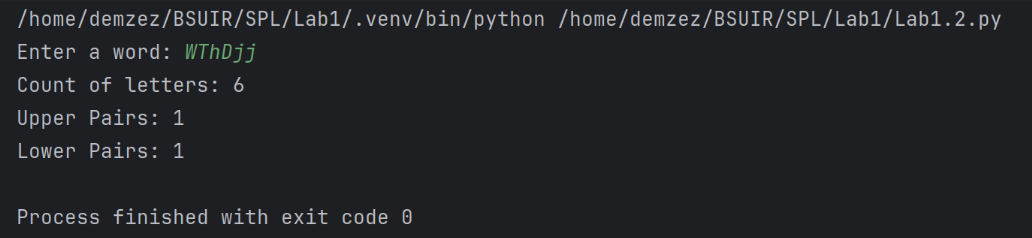 /home/demzez/BSUIR/SPL/Lab1/.venv/bin/python /home/demzez/BSUIR/SPL/Lab1/Lab1.2.py
Enter a word: WThDjj
Count of letters: 6
Upper Pairs: 1
Lower Pairs: 1
Process finished with exit code 0